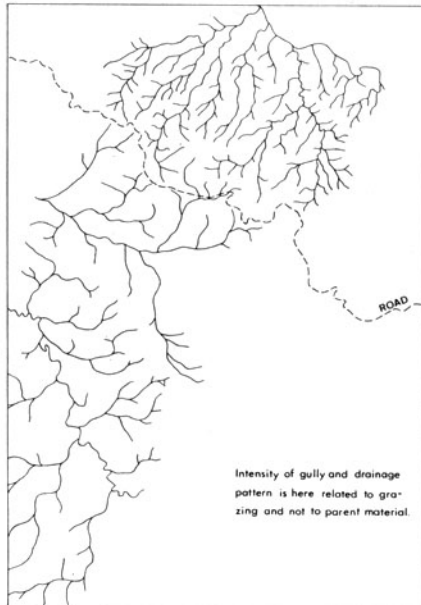 ROAD
Intensity of gully and drainage
pattern is here related to gra-
zing and not to parent material.